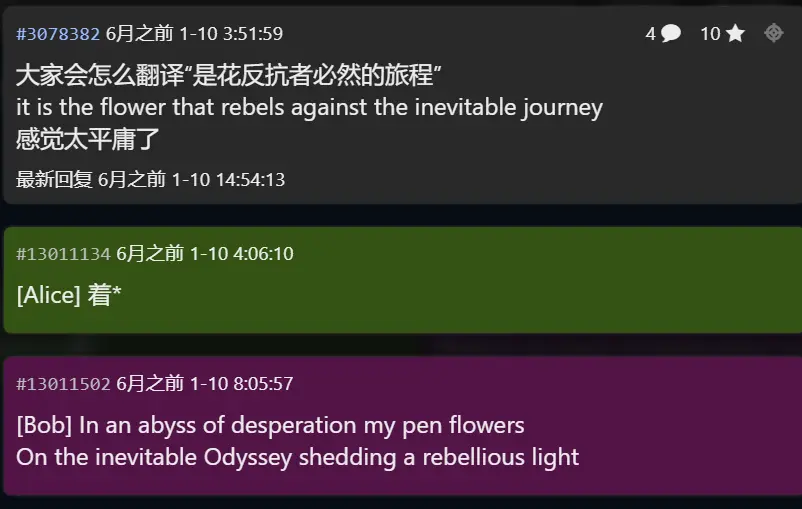 #3078382 6月之前 1-10 3:51:59 4 10
大家会怎么翻译“是花反抗者必然的旅程”
it is the flower that rebels against the inevitable journey
感觉太平庸了
最新回复 6月之前 1-10 14:54:13
#13011134 6月之前 1-10 4:06:10
[Alice] 着*
#13011502 6月之前 1-10 8:05:57
[Bob] In an abyss of desperation my pen flowers
On the inevitable Odyssey shedding a rebellious light